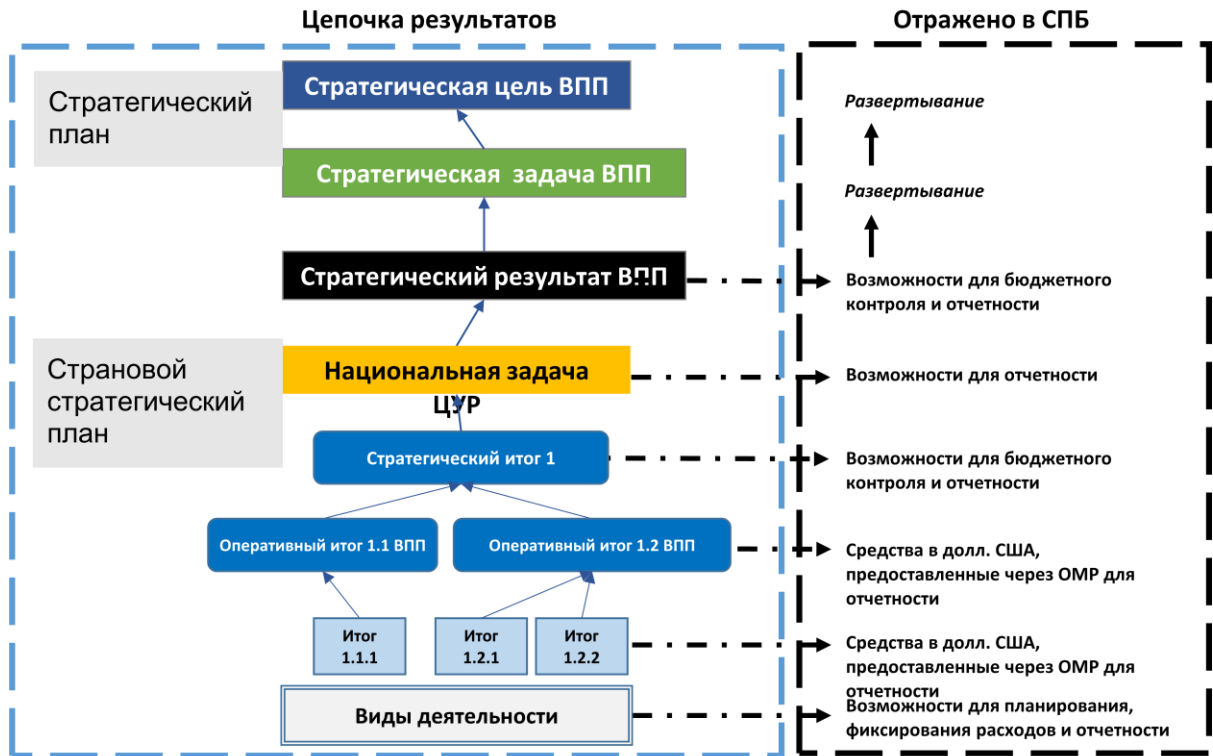 Цепочка результатов
Отражено в СПБ
Стратегический
план
Стратегическая цель ВПП
Развертывание
Стратегическая задача ВПП
Развертывание
Стратегический результат ВПП
Возможности для бюджетного
контроля и отчетности
Страновой
стратегический
план
Национальная задача
ЦУР
Возможности для отчетности
Стратегический итог 1
Возможности для бюджетного
контроля и отчетности
Оперативный итог 1.1 ВПП
Оперативный итог 1.2 ВПП
Средства в долл. США,
предоставленные через ОМР для
отчетности
Итог
1.1.1
Итог
1.2.1
Итог
1.2.2
Средства в долл. США,
предоставленные через ОМР для
отчетности
Виды деятельности
Возможности для планирования,
фиксирования расходов и отчетности